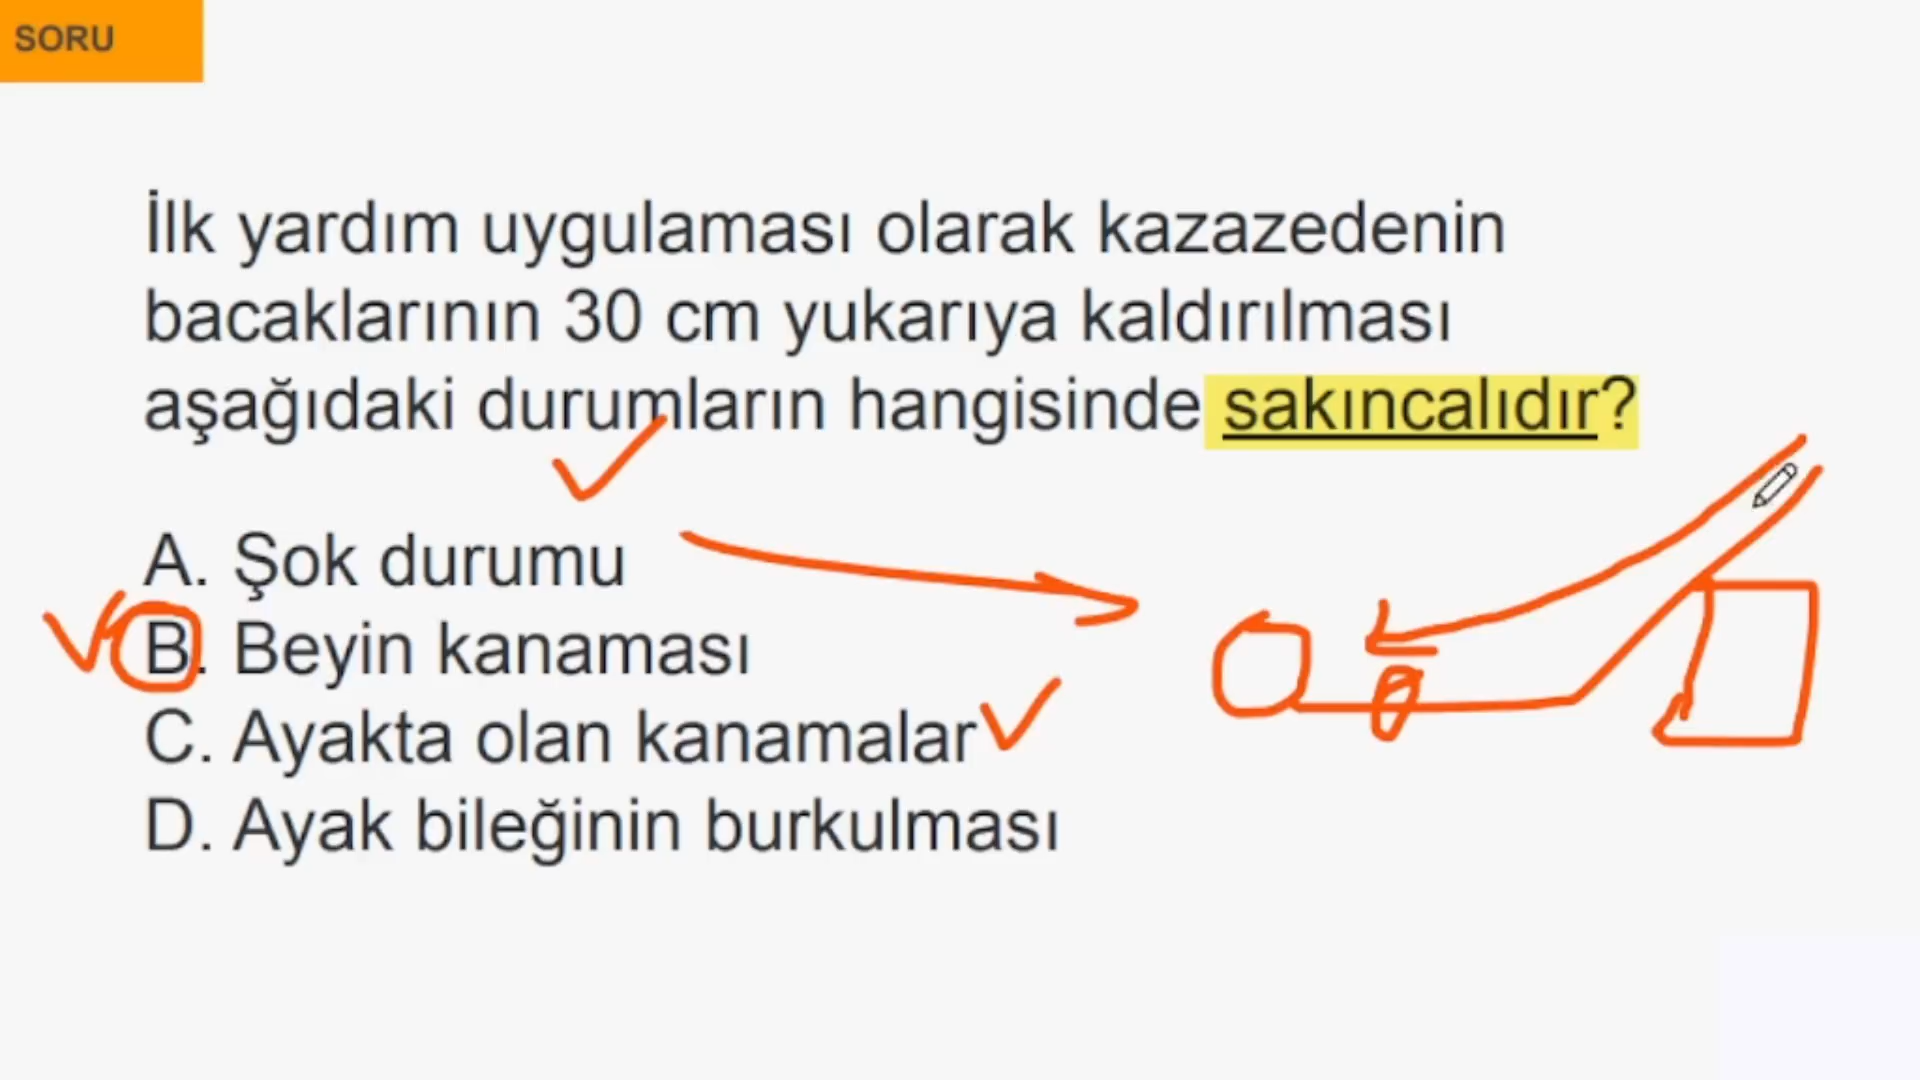 SORU
İlk yardım uygulaması olarak kazazedenin
bacaklarının 30 cm yukarıya kaldırılması
aşağıdaki durumların hangisinde sakıncalıdır?
A. Şok durumu
B. Beyin kanaması
C. Ayakta olan kanamalar
D. Ayak bileğinin burkulması